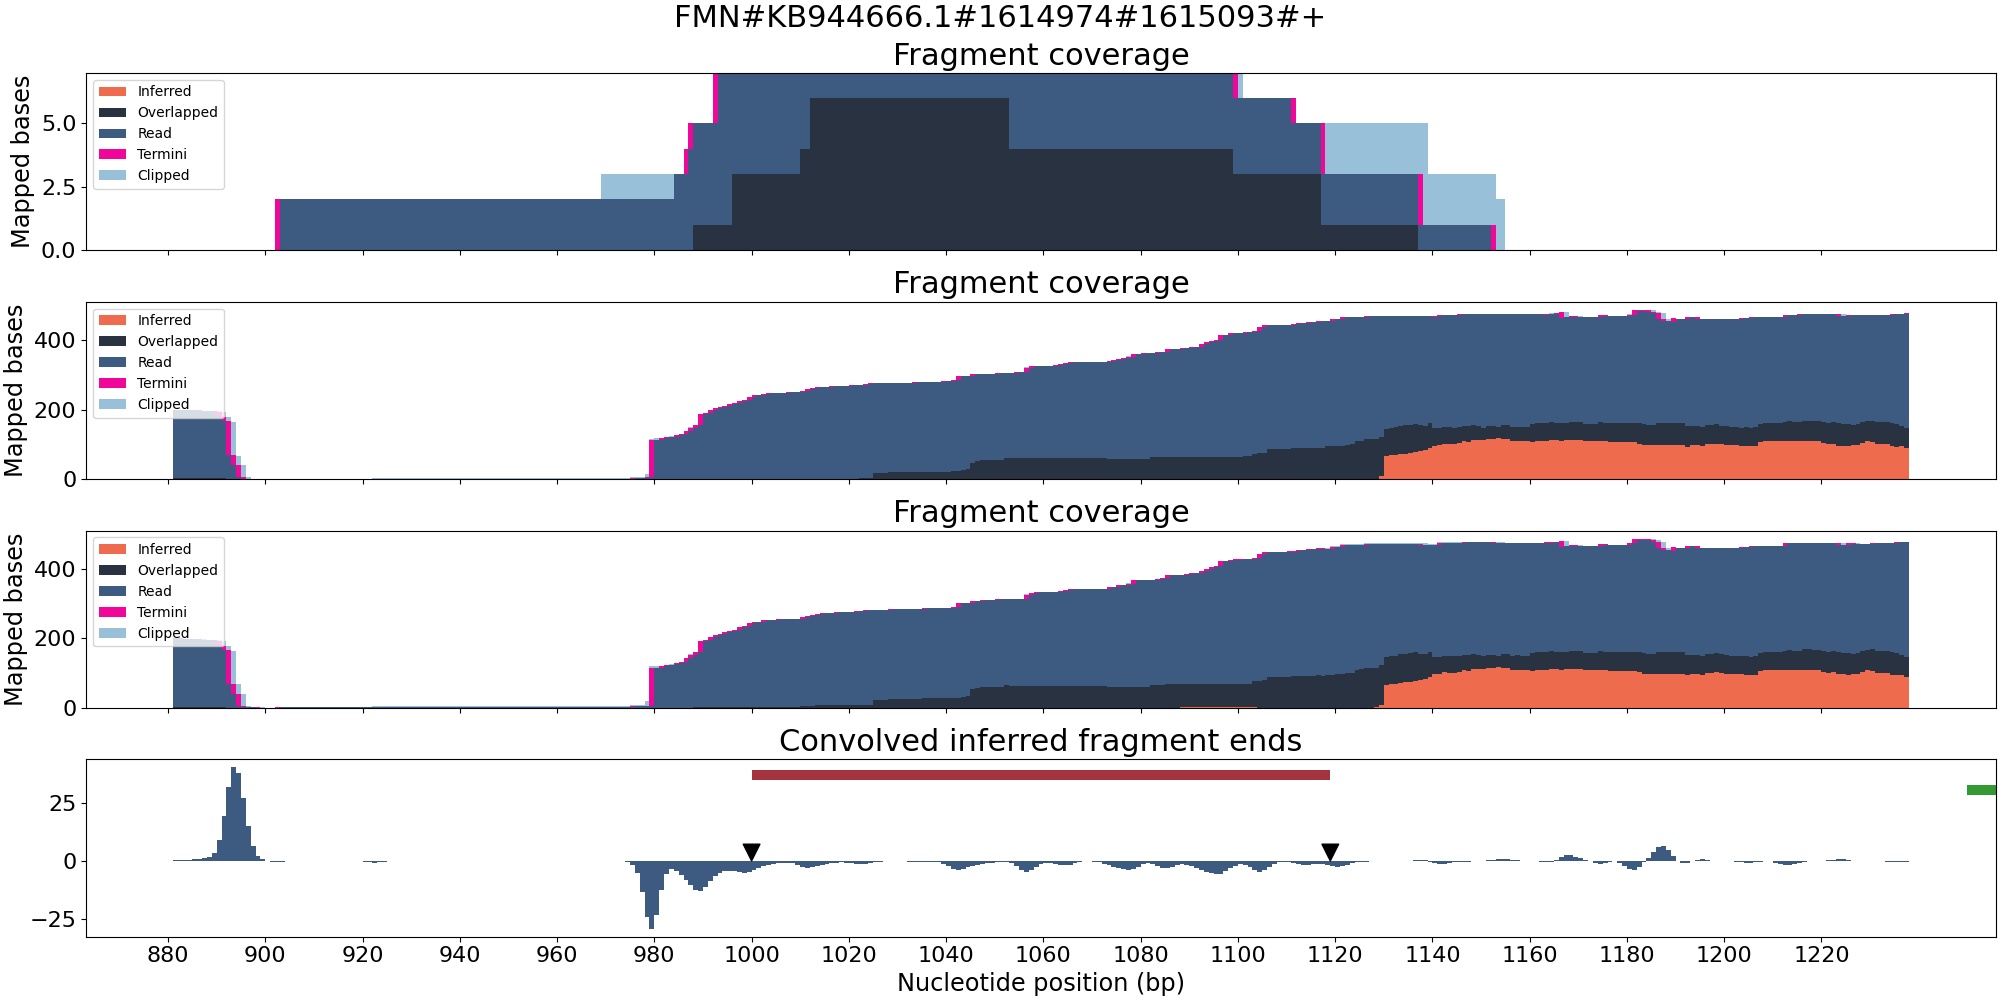 FMN#KB944666.1#1614974#1615093#+
Fragment coverage
Mapped bases
5.0
2.5
0.0
Inferred
Overlapped
Read
Termini
Clipped
Fragment coverage
Mapped bases
400
200
0
Inferred
Overlapped
Read
Termini
Clipped
Fragment coverage
Mapped bases
400
200
0
Inferred
Overlapped
Read
Termini
Clipped
Convolved inferred fragment ends
25
0
−25
880 900 920 940 960 980 1000 1020 1040 1060 1080 1100 1120 1140 1160 1180 1200 1220
Nucleotide position (bp)